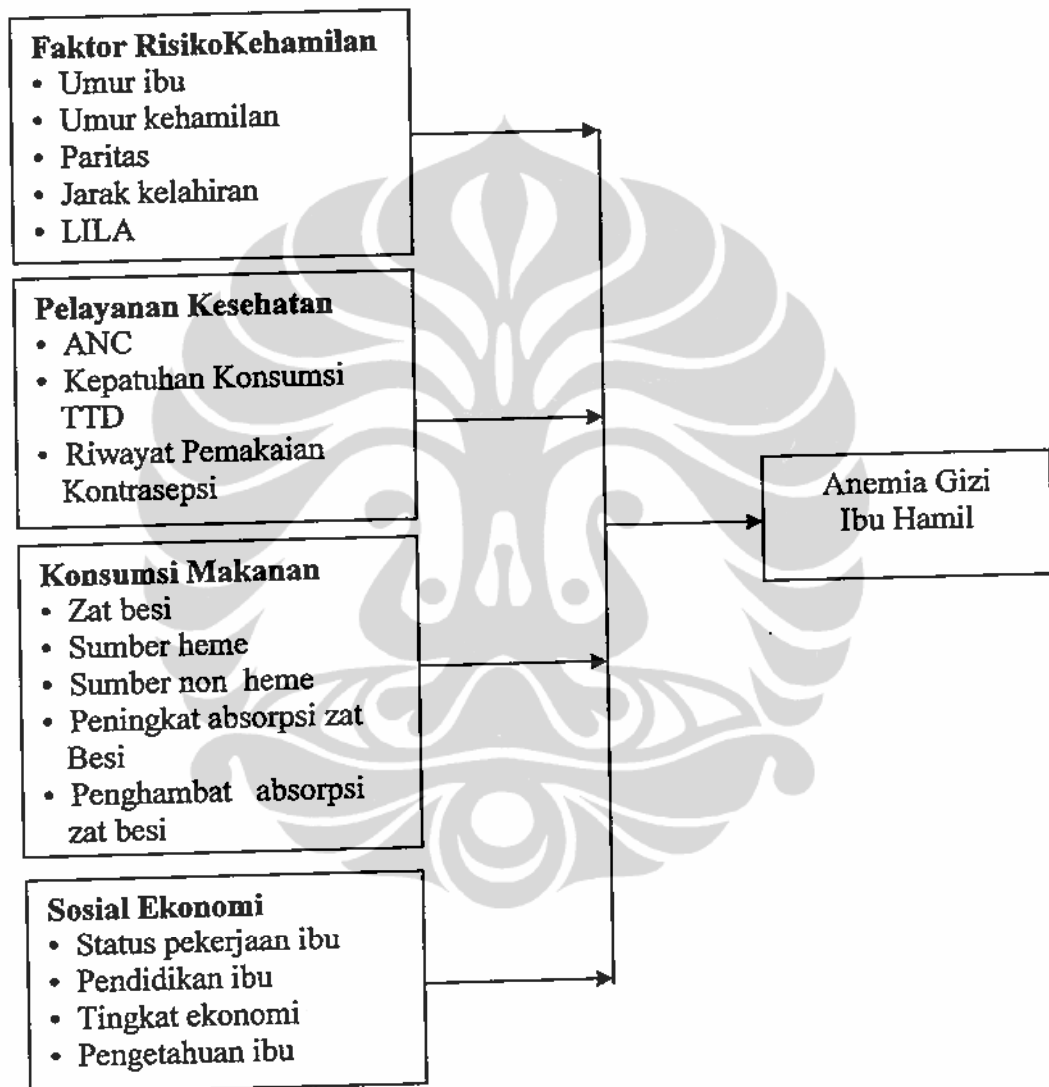 Faktor RisikoKehamilan
• Umur ibu
• Umur kehamilan
• Paritas
• Jarak kelahiran
• LILA
Pelayanan Kesehatan
• ANC
• Kepatuhan Konsumsi
TTD
• Riwayat Pemakaian
Kontrasepsi
Konsumsi Makanan
• Zat besi
• Sumber heme
• Sumber non heme
• Peningkat absorpsi zat
Besi
• Penghambat absorpsi
zat besi
Sosial Ekonomi
• Status pekerjaan ibu
• Pendidikan ibu
• Tingkat ekonomi
• Pengetahuan ibu
Anemia Gizi
Ibu Hamil